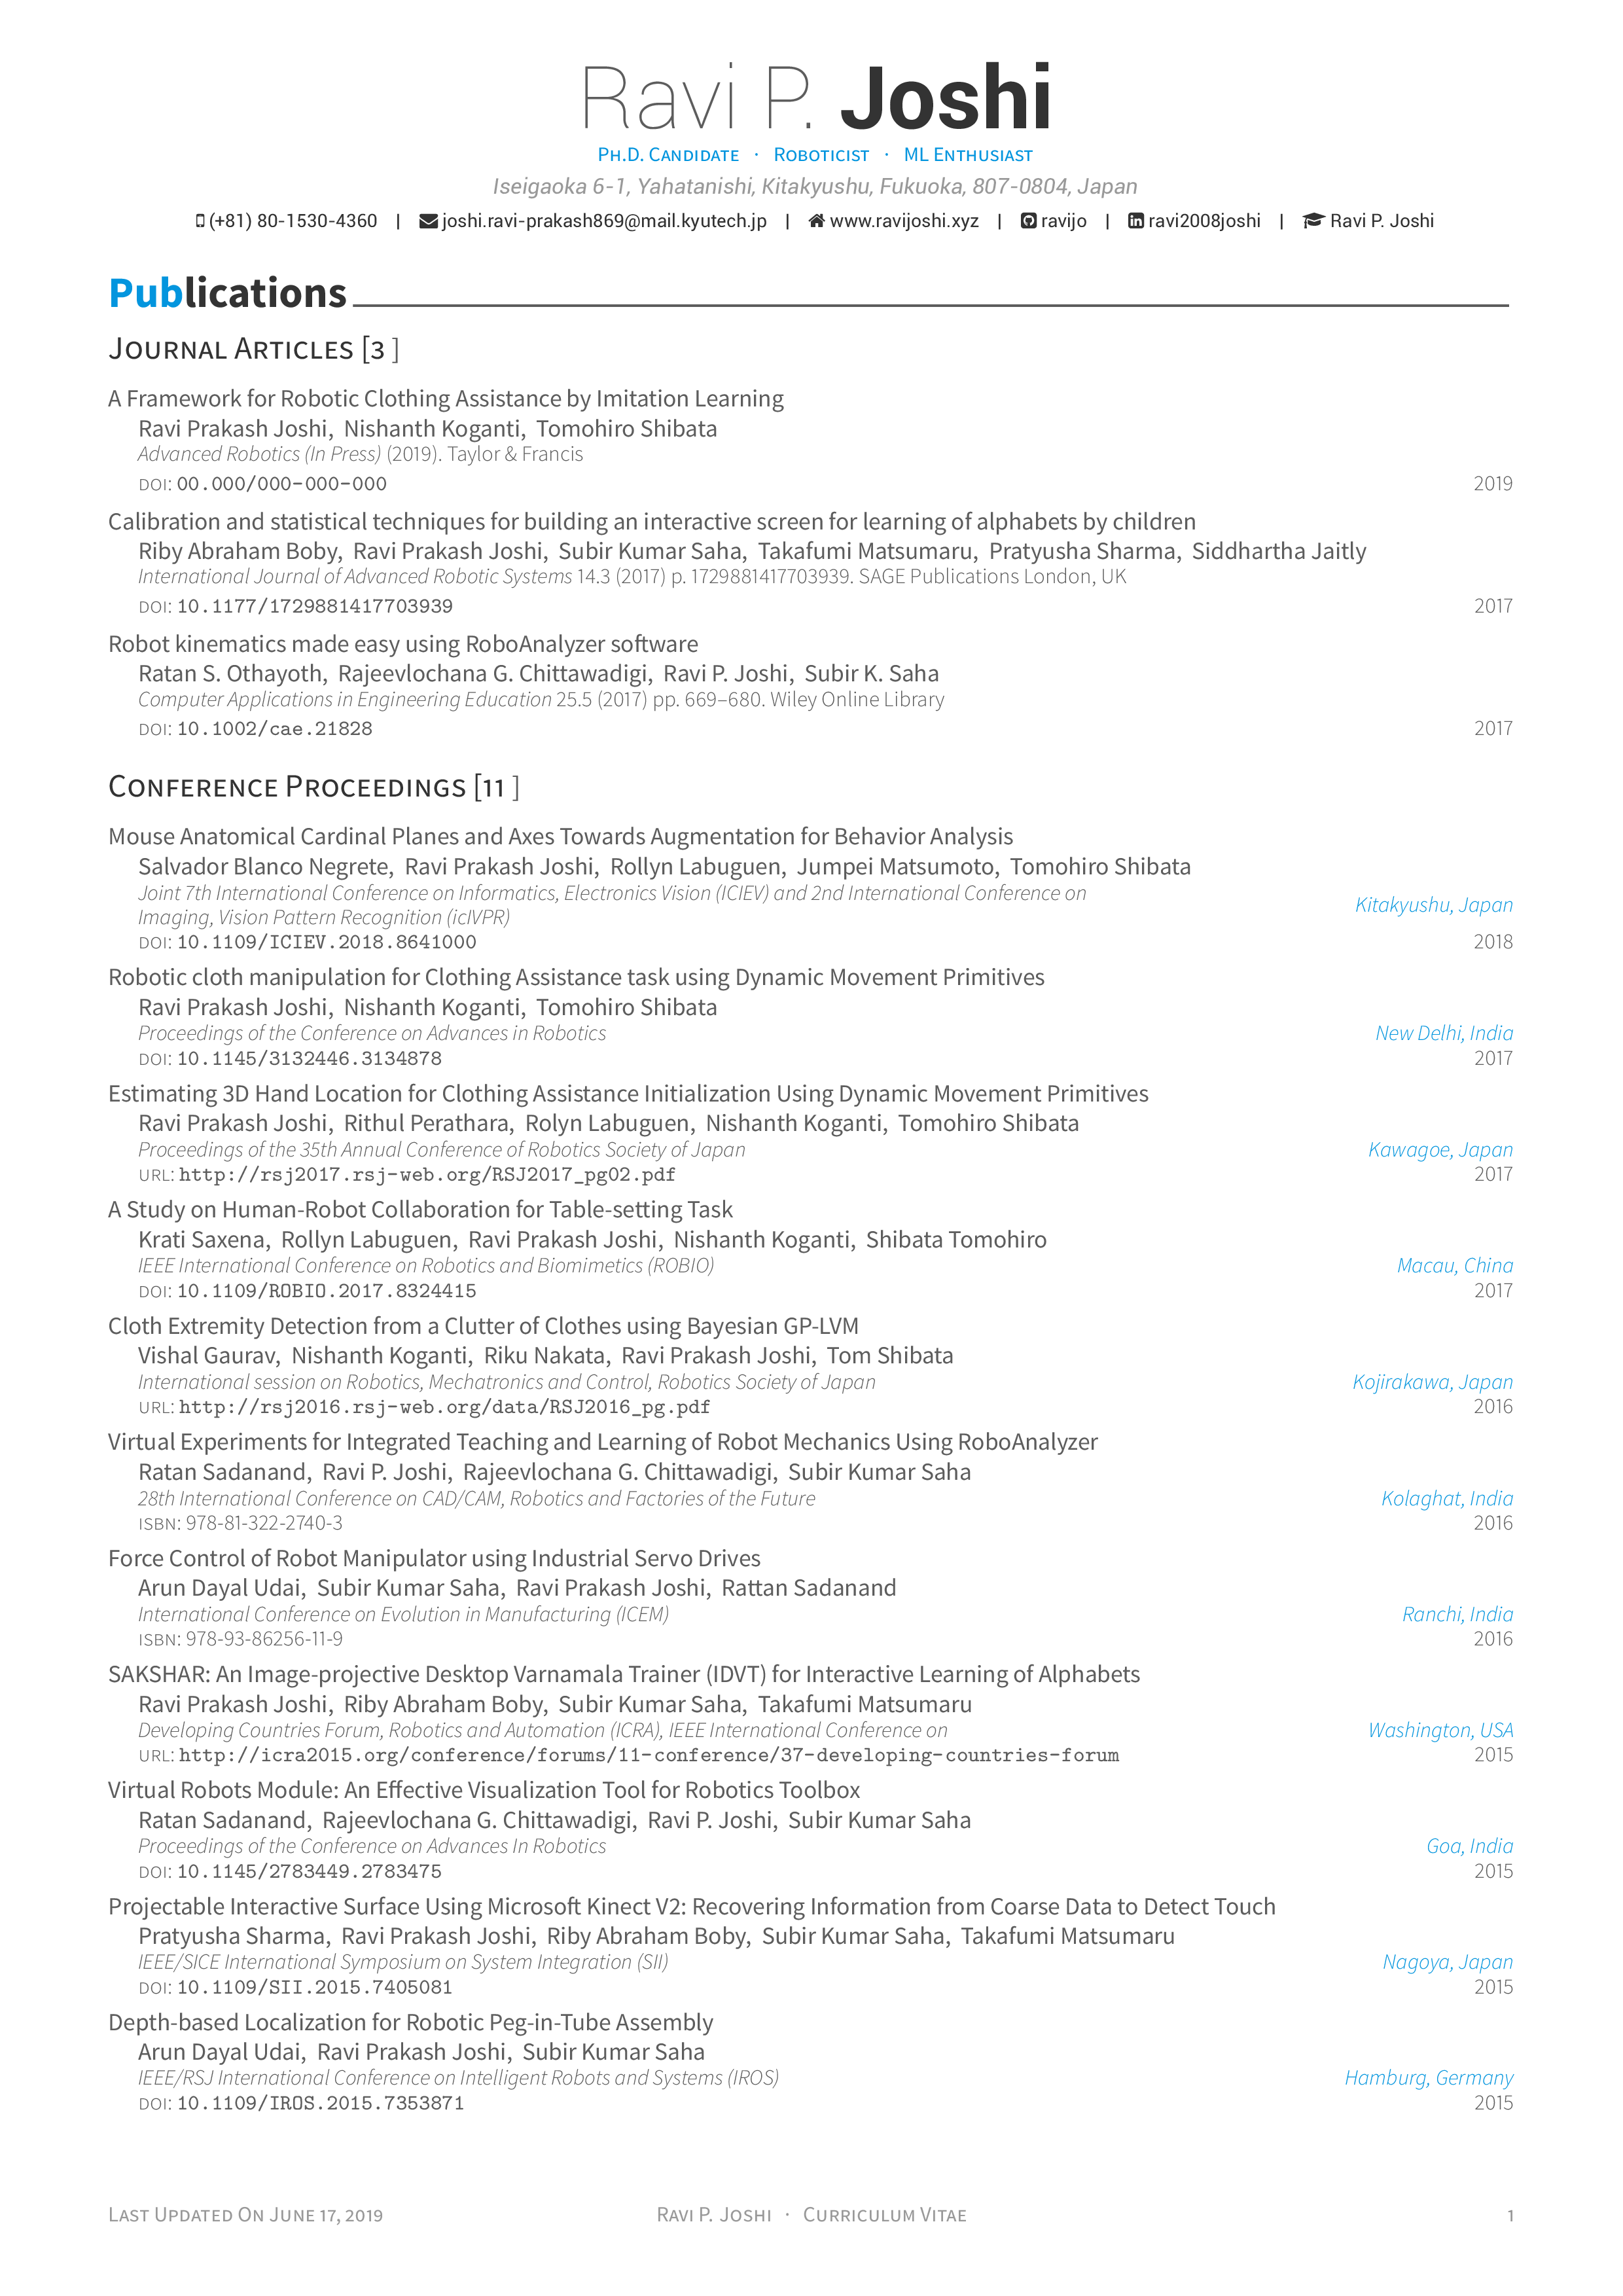 Ravi P. Joshi
Ph.D. Candidate · Roboticist · ML Enthusiast
Iseigaoka 6-1, Yahatanishi, Kitakyushu, Fukuoka, 807-0804, Japan
(+81) 80-1530-4360 | joshi.ravi-prakash869@mail.kyutech.jp | www.ravijoshi.xyz | ravijo | ravi2008joshi | Ravi P. Joshi
Publications
Journal Articles [3 ]
A Framework for Robotic Clothing Assistance by Imitation Learning
Ravi Prakash Joshi, Nishanth Koganti, Tomohiro Shibata
Advanced Robotics (In Press) (2019). Taylor & Francis
DOI: 00.000/000-000-000 2019
Calibration and statistical techniques for building an interactive screen for learning of alphabets by children
Riby Abraham Boby, Ravi Prakash Joshi, Subir Kumar Saha, Takafumi Matsumaru, Pratyusha Sharma, Siddhartha Jaitly
International Journal of Advanced Robotic Systems 14.3 (2017) p. 1729881417703939. SAGE Publications London, UK
DOI: 10.1177/1729881417703939 2017
Robot kinematics made easy using RoboAnalyzer software
Ratan S. Othayoth, Rajeevlochana G. Chittawadigi, Ravi P. Joshi, Subir K. Saha
Computer Applications in Engineering Education 25.5 (2017) pp. 669–680. Wiley Online Library
DOI: 10.1002/cae.21828 2017
Conference Proceedings [11 ]
Mouse Anatomical Cardinal Planes and Axes Towards Augmentation for Behavior Analysis
Salvador Blanco Negrete, Ravi Prakash Joshi, Rollyn Labuguen, Jumpei Matsumoto, Tomohiro Shibata
Joint 7th International Conference on Informatics, Electronics Vision (ICIEV) and 2nd International Conference on
Imaging, Vision Pattern Recognition (icIVPR) Kitakyushu, Japan
DOI: 10.1109/ICIEV.2018.8641000 2018
Robotic cloth manipulation for Clothing Assistance task using Dynamic Movement Primitives
Ravi Prakash Joshi, Nishanth Koganti, Tomohiro Shibata
Proceedings of the Conference on Advances in Robotics New Delhi, India
DOI: 10.1145/3132446.3134878 2017
Estimating 3D Hand Location for Clothing Assistance Initialization Using Dynamic Movement Primitives
Ravi Prakash Joshi, Rithul Perathara, Rolyn Labuguen, Nishanth Koganti, Tomohiro Shibata
Proceedings of the 35th Annual Conference of Robotics Society of Japan Kawagoe, Japan
URL: http://rsj2017.rsj-web.org/RSJ2017_pg02.pdf 2017
A Study on Human-Robot Collaboration for Table-setting Task
Krati Saxena, Rollyn Labuguen, Ravi Prakash Joshi, Nishanth Koganti, Shibata Tomohiro
IEEE International Conference on Robotics and Biomimetics (ROBIO) Macau, China
DOI: 10.1109/ROBIO.2017.8324415 2017
Cloth Extremity Detection from a Clutter of Clothes using Bayesian GP-LVM
Vishal Gaurav, Nishanth Koganti, Riku Nakata, Ravi Prakash Joshi, Tom Shibata
International session on Robotics, Mechatronics and Control, Robotics Society of Japan Kojirakawa, Japan
URL: http://rsj2016.rsj-web.org/data/RSJ2016_pg.pdf 2016
Virtual Experiments for Integrated Teaching and Learning of Robot Mechanics Using RoboAnalyzer
Ratan Sadanand, Ravi P. Joshi, Rajeevlochana G. Chittawadigi, Subir Kumar Saha
28th International Conference on CAD/CAM, Robotics and Factories of the Future Kolaghat, India
ISBN: 978-81-322-2740-3 2016
Force Control of Robot Manipulator using Industrial Servo Drives
Arun Dayal Udai, Subir Kumar Saha, Ravi Prakash Joshi, Rattan Sadanand
International Conference on Evolution in Manufacturing (ICEM) Ranchi, India
ISBN: 978-93-86256-11-9 2016
SAKSHAR: An Image-projective Desktop Varnamala Trainer (IDVT) for Interactive Learning of Alphabets
Ravi Prakash Joshi, Riby Abraham Boby, Subir Kumar Saha, Takafumi Matsumaru
Developing Countries Forum, Robotics and Automation (ICRA), IEEE International Conference on Washington, USA
URL: http://icra2015.org/conference/forums/11-conference/37-developing-countries-forum 2015
Virtual Robots Module: An Effective Visualization Tool for Robotics Toolbox
Ratan Sadanand, Rajeevlochana G. Chittawadigi, Ravi P. Joshi, Subir Kumar Saha
Proceedings of the Conference on Advances In Robotics Goa, India
DOI: 10.1145/2783449.2783475 2015
Projectable Interactive Surface Using Microsoft Kinect V2: Recovering Information from Coarse Data to Detect Touch
Pratyusha Sharma, Ravi Prakash Joshi, Riby Abraham Boby, Subir Kumar Saha, Takafumi Matsumaru
IEEE/SICE International Symposium on System Integration (SII) Nagoya, Japan
DOI: 10.1109/SII.2015.7405081 2015
Depth-based Localization for Robotic Peg-in-Tube Assembly
Arun Dayal Udai, Ravi Prakash Joshi, Subir Kumar Saha
IEEE/RSJ International Conference on Intelligent Robots and Systems (IROS) Hamburg, Germany
DOI: 10.1109/IROS.2015.7353871 2015
Last Updated On June 17, 2019 Ravi P. Joshi · Curriculum Vitae 1